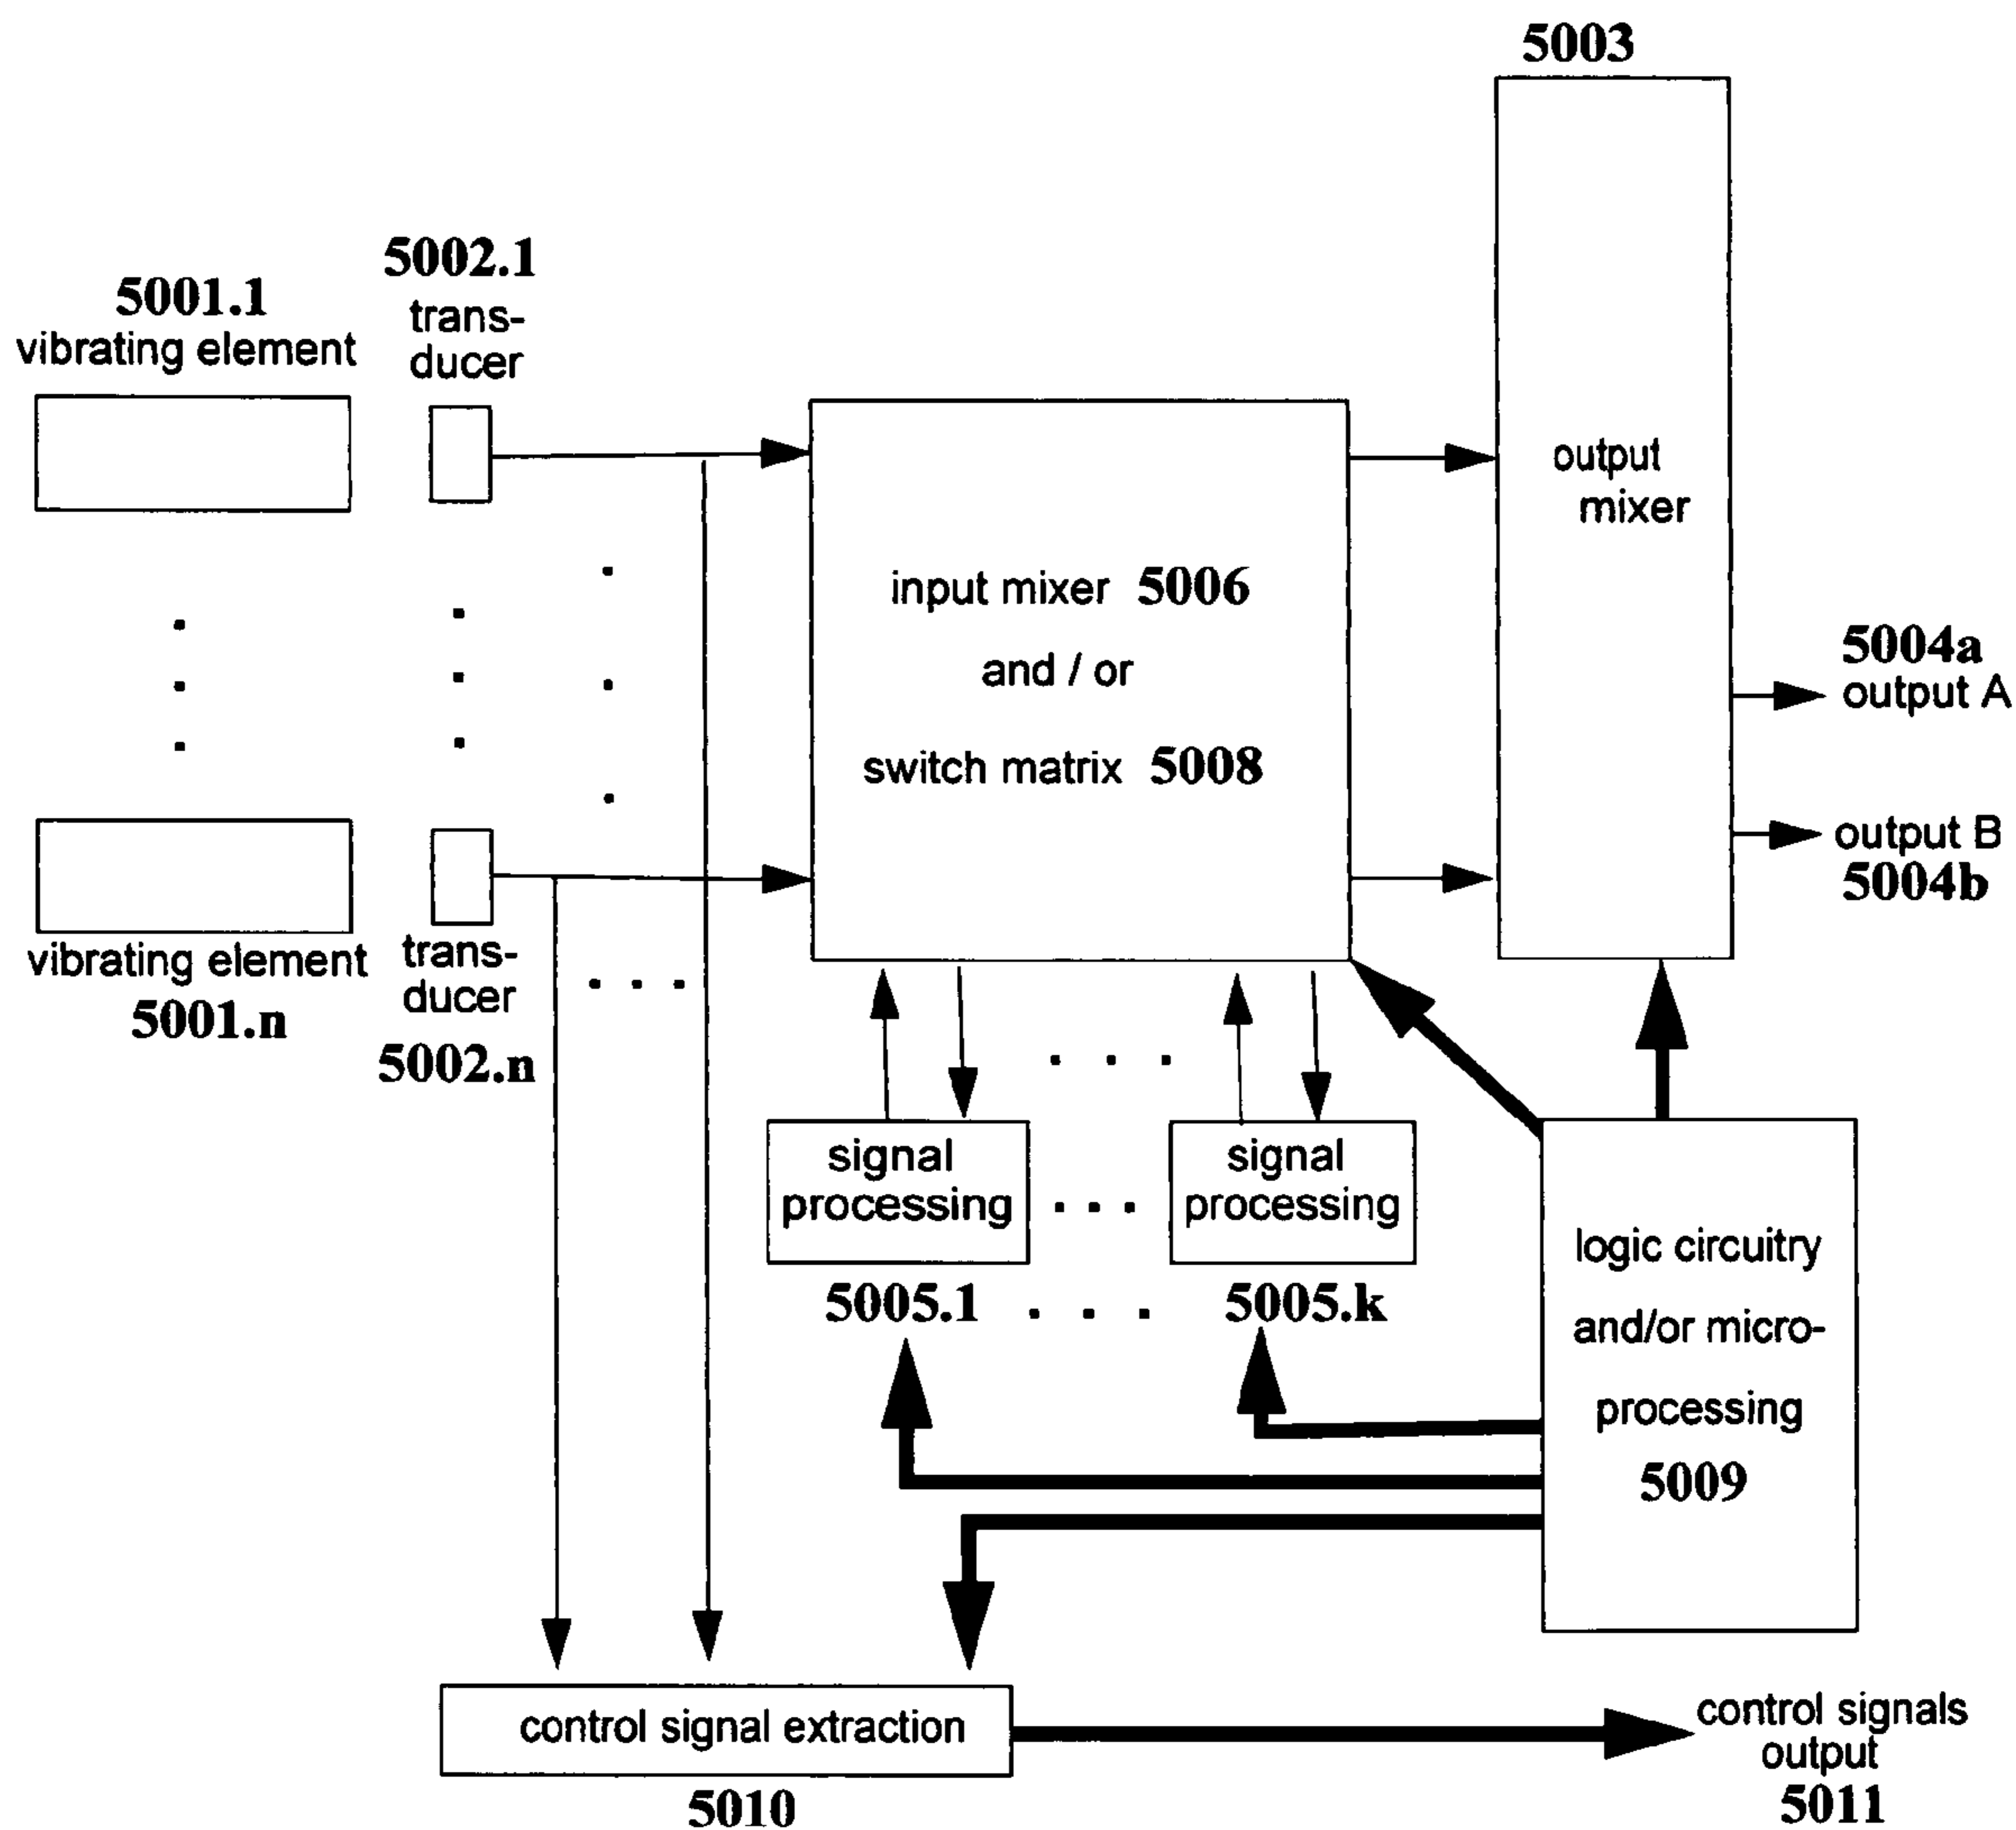 5003
5002.1
trans-
ducer
5001.1
vibrating element
output
mixer
input mixer 5006
and / or
switch matrix 5008
5004a
output A
output B
5004b
vibrating element
5001.n
trans-
ducer
5002.n
signal
processing
signal
processing
5005.1
5005.k
logic circuitry
and/or micro-
processing
5009
control signal extraction
5010
control signals
output
5011